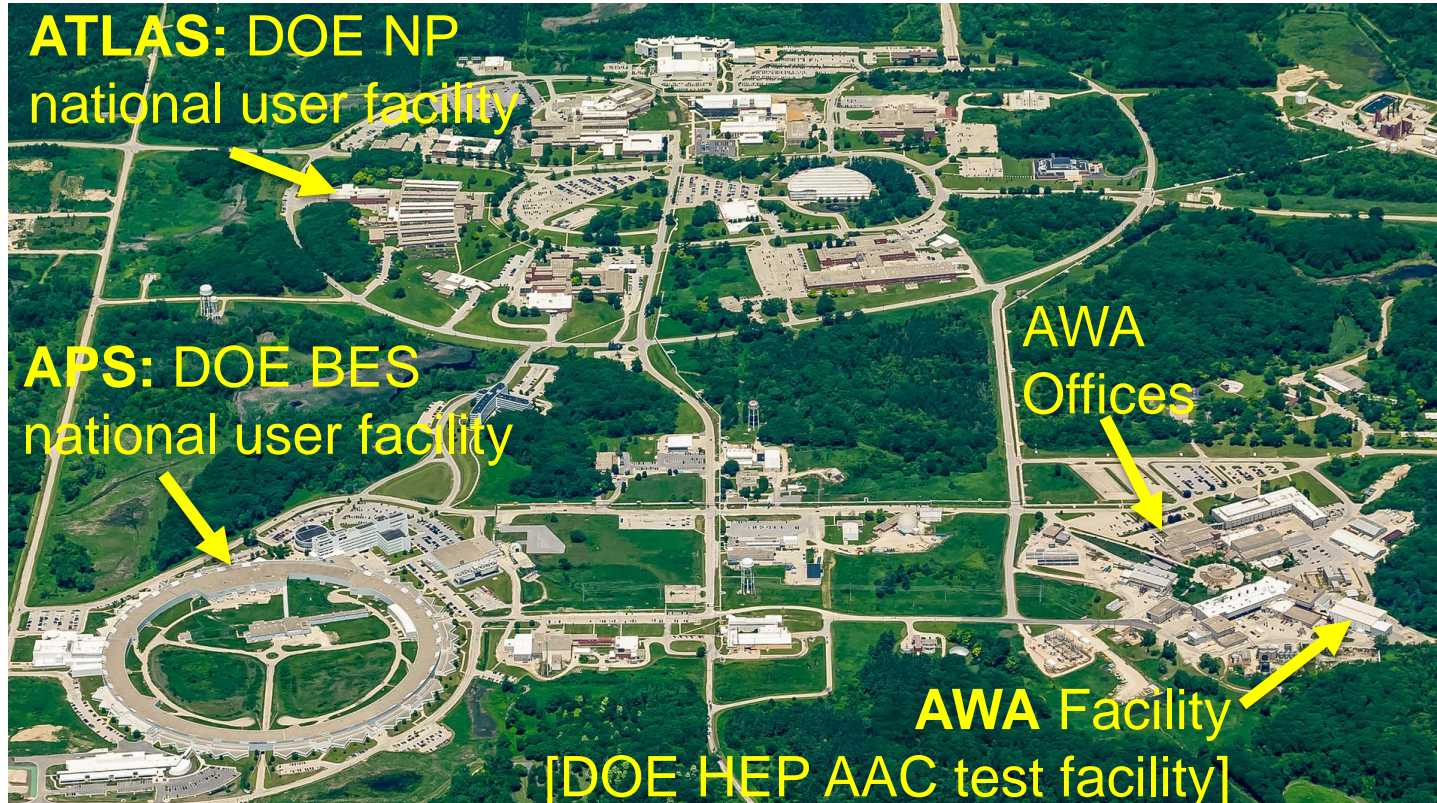 ATLAS: DOE NP
national user facility
APS: DOE BES
national user facility
AWA
Offices
AWA Facility
[DOE HEP AAC test facility]